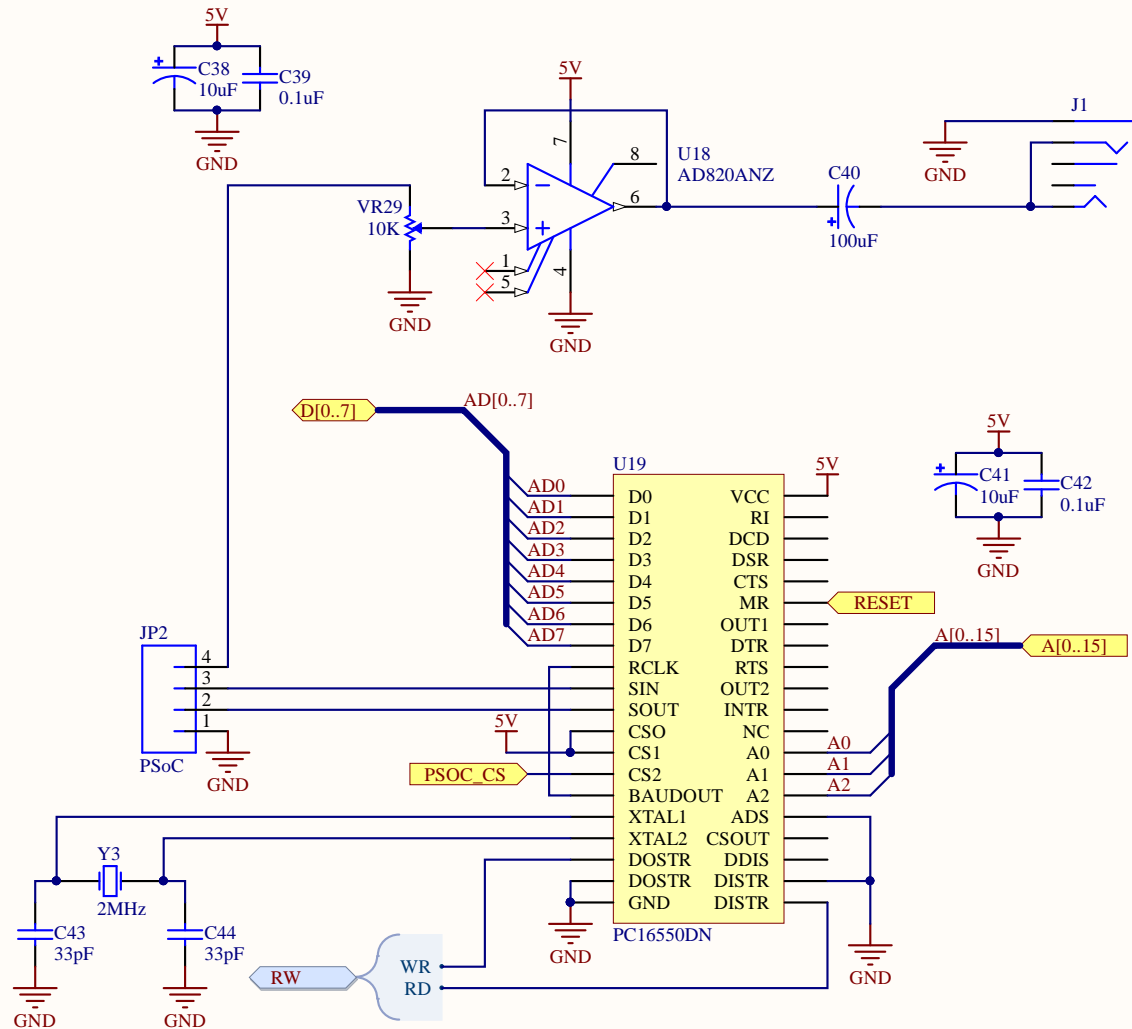 5V
C38
10uF
C39
0.1uF
GND
5V
7
8
U18
AD820ANZ
2
VR29
10K
3
6
1
5
4
GND
GND
C40
100uF
J1
GND
D[0..7]
AD[0..7]
AD0
AD1
AD2
AD3
AD4
AD5
AD6
AD7
U19
5V
D0
VCC
D1
RI
D2
DCD
D3
DSR
D4
CTS
D5
MR
D6
OUT1
D7
DTR
RCLK
RTS
SIN
OUT2
SOUT
INTR
CSO
NC
CS1
A0
CS2
A1
BAUDOUT
A2
XTAL1
ADS
XTAL2
CSOUT
DOSTR
DDIS
DOSTR
DISTR
GND
DISTR
PC16550DN
RESET
A[0..15]
A[0..15]
A0
A1
A2
5V
C41
10uF
C42
0.1uF
GND
JP2
4
3
2
1
PSoC
GND
5V
PSOC_CS
Y3
2MHz
C43
33pF
C44
33pF
GND
GND
RW
WR
RD
GND
GND